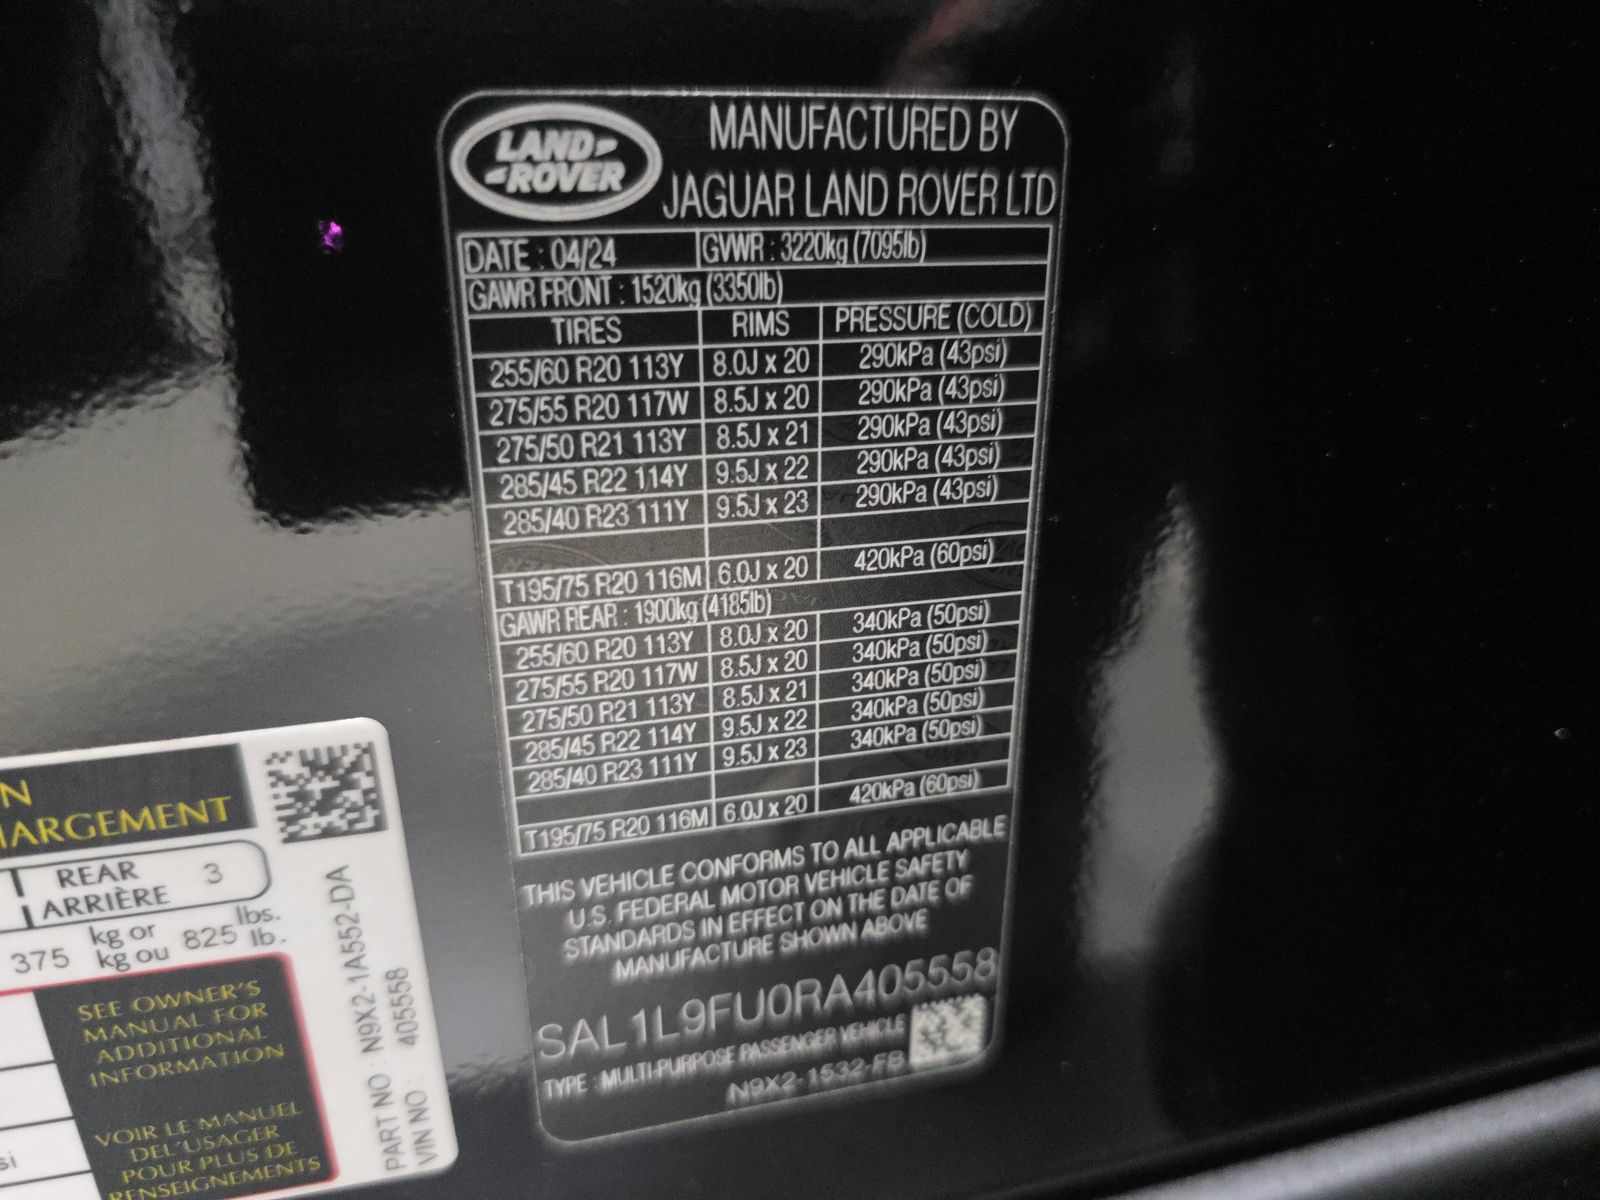 LAND ROVER
MANUFACTURED BY
JAGUAR LAND ROVER LTD
DATE : 04/24 GVWR : 3220kg (7095lb)
GAWR FRONT : 1520kg (3350lb)
TIRES RIMS PRESSURE (COLD)
255/60 R20 113Y 8.0J x 20 290kPa (43psi)
275/55 R20 117W 8.5J x 20 290kPa (43psi)
275/50 R21 113Y 8.5J x 21 290kPa (43psi)
285/45 R22 114Y 9.5J x 22 290kPa (43psi)
285/40 R23 111Y 9.5J x 23 290kPa (43psi)
T195/75 R20 116M 6.0J x 20 420kPa (60psi)
GAWR REAR : 1900kg (4185lb)
255/60 R20 113Y 8.0J x 20 340kPa (50psi)
275/55 R20 117W 8.5J x 20 340kPa (50psi)
275/50 R21 113Y 8.5J x 21 340kPa (50psi)
285/45 R22 114Y 9.5J x 22 340kPa (50psi)
285/40 R23 111Y 9.5J x 23 340kPa (50psi)
T195/75 R20 116M 6.0J x 20 420kPa (60psi)
THIS VEHICLE CONFORMS TO ALL APPLICABLE
U.S. FEDERAL MOTOR VEHICLE SAFETY
STANDARDS IN EFFECT ON THE DATE OF
MANUFACTURE SHOWN ABOVE
SAL1L9FU0RA405558
TYPE : MULTI-PURPOSE PASSENGER VEHICLE
N9X2-1532-FB
N
ARGEMENT
REAR 3
ARRIÈRE
375 kg or 825 lbs.
kg ou lb.
SEE OWNER'S
MANUAL FOR
ADDITIONAL
INFORMATION
VOIR LE MANUEL
DE L'USAGER
POUR PLUS DE
RENSEIGNEMENTS
si
PART NO : N9X2-1A552-DA
VIN NO : 405558